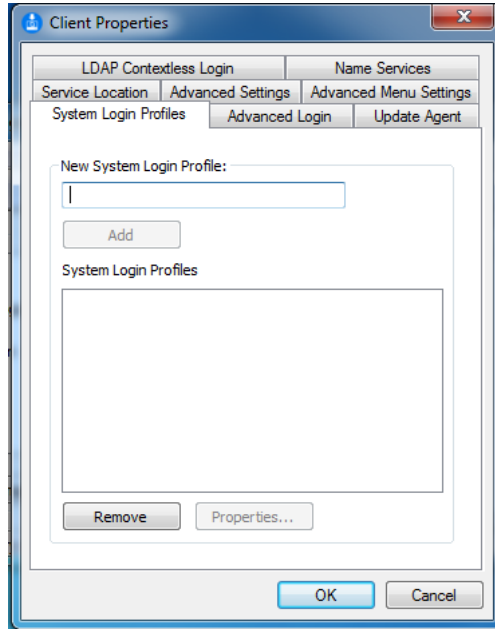 Client Properties
LDAP Contextless Login Name Services
Service Location Advanced Settings Advanced Menu Settings
System Login Profiles Advanced Login Update Agent
New System Login Profile:
Add
System Login Profiles
Remove Properties...
OK Cancel